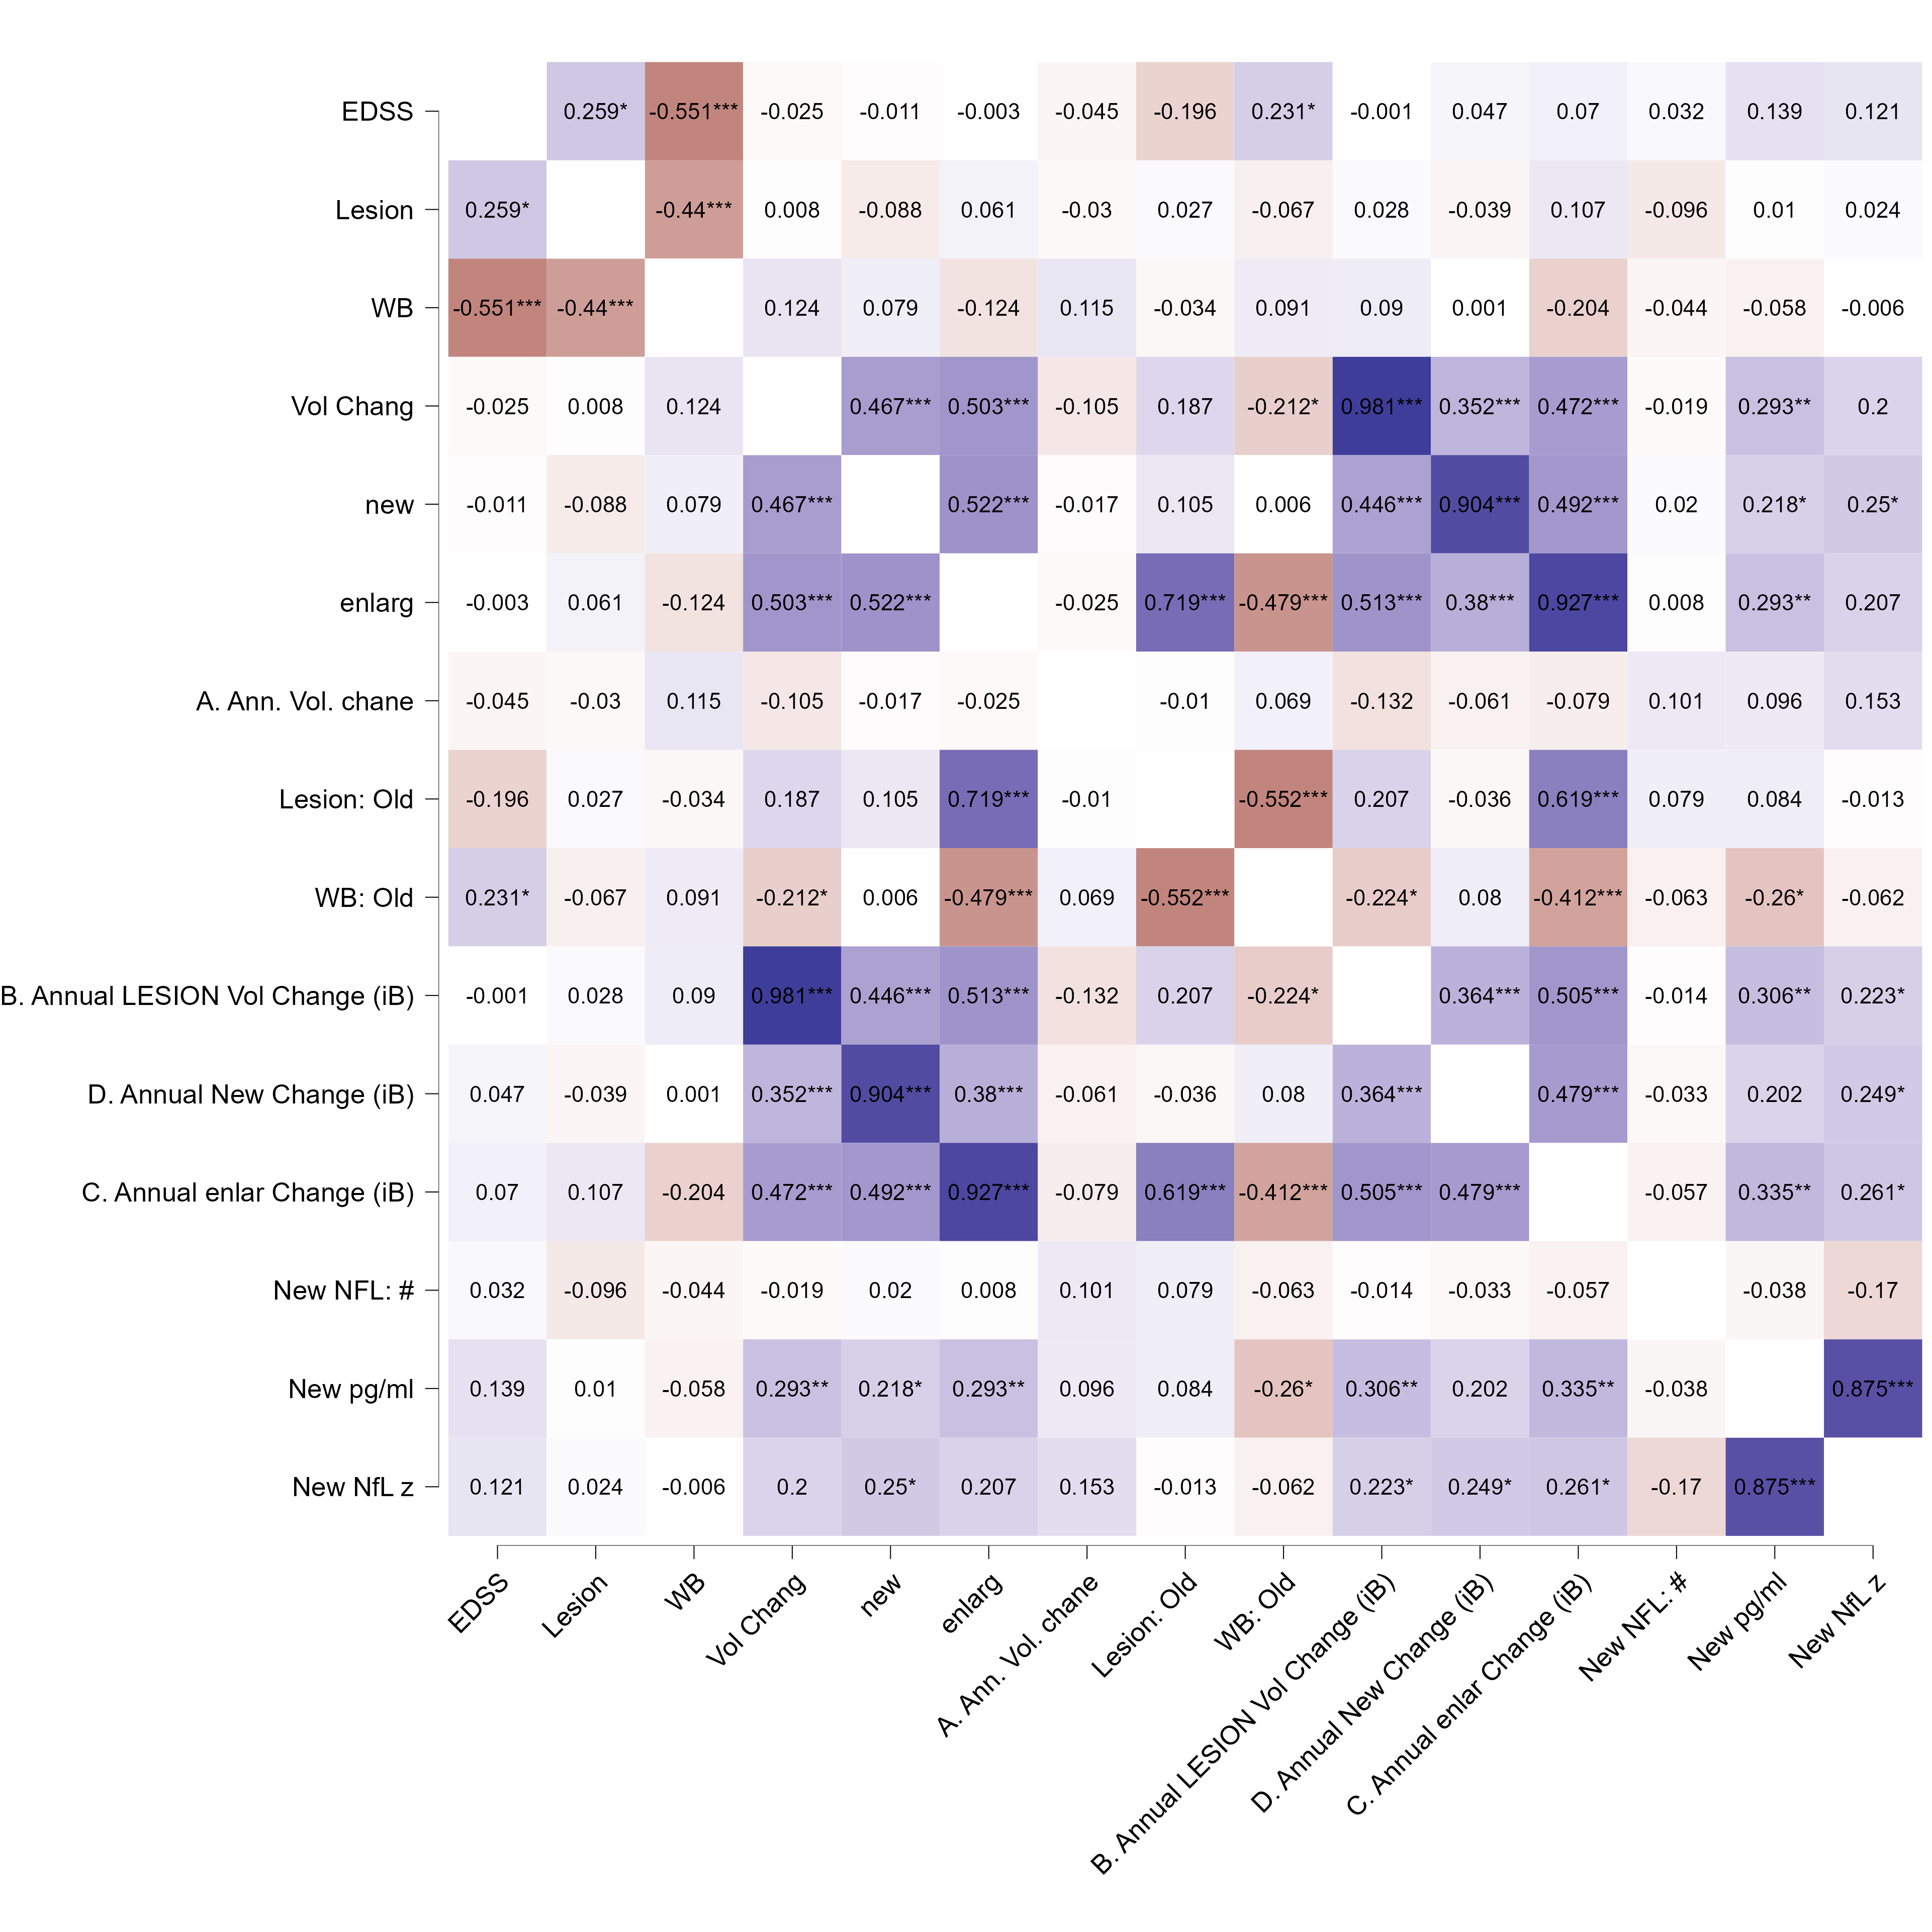 EDSS 0.259* -0.551*** -0.025 -0.011 -0.003 -0.045 -0.196 0.231* -0.001 0.047 0.07 0.032 0.139 0.121
Lesion 0.259* -0.44*** 0.008 -0.088 0.061 -0.03 0.027 -0.067 0.028 -0.039 0.107 -0.096 0.01 0.024
WB -0.551*** -0.44*** 0.124 0.079 -0.124 0.115 -0.034 0.091 0.09 0.001 -0.204 -0.044 -0.058 -0.006
Vol Chang -0.025 0.008 0.124 0.467*** 0.503*** -0.105 0.187 -0.212* 0.981*** 0.352*** 0.472*** -0.019 0.293** 0.2
new -0.011 -0.088 0.079 0.467*** 0.522*** -0.017 0.105 0.006 0.446*** 0.904*** 0.492*** 0.02 0.218* 0.25*
enlarg -0.003 0.061 -0.124 0.503*** 0.522*** -0.025 0.719*** -0.479*** 0.513*** 0.38*** 0.927*** 0.008 0.293** 0.207
A. Ann. Vol. chane -0.045 -0.03 0.115 -0.105 -0.017 -0.025 -0.01 0.069 -0.132 -0.061 -0.079 0.101 0.096 0.153
Lesion: Old -0.196 0.027 -0.034 0.187 0.105 0.719*** -0.01 -0.552*** 0.207 -0.036 0.619*** 0.079 0.084 -0.013
WB: Old 0.231* -0.067 0.091 -0.212* 0.006 -0.479*** 0.069 -0.552*** -0.224* 0.08 -0.412*** -0.063 -0.26* -0.062
B. Annual LESION Vol Change (iB) -0.001 0.028 0.09 0.981*** 0.446*** 0.513*** -0.132 0.207 -0.224* 0.364*** 0.505*** -0.014 0.306** 0.223*
D. Annual New Change (iB) 0.047 -0.039 0.001 0.352*** 0.904*** 0.38*** -0.061 -0.036 0.08 0.364*** 0.479*** -0.033 0.202 0.249*
C. Annual enlar Change (iB) 0.07 0.107 -0.204 0.472*** 0.492*** 0.927*** -0.079 0.619*** -0.412*** 0.505*** 0.479*** -0.057 0.335** 0.261*
New NFL: # 0.032 -0.096 -0.044 -0.019 0.02 0.008 0.101 0.079 -0.063 -0.014 -0.033 -0.057 -0.038 -0.17
New pg/ml 0.139 0.01 -0.058 0.293** 0.218* 0.293** 0.096 0.084 -0.26* 0.306** 0.202 0.335** -0.038 0.875***
New NfL z 0.121 0.024 -0.006 0.2 0.25* 0.207 0.153 -0.013 -0.062 0.223* 0.249* 0.261* -0.17 0.875***
EDSS
Lesion
WB
Vol Chang
new
enlarg
A. Ann. Vol. chane
Lesion: Old
WB: Old
B. Annual LESION Vol Change (iB)
D. Annual New Change (iB)
C. Annual enlar Change (iB)
New NFL: #
New pg/ml
New NfL z